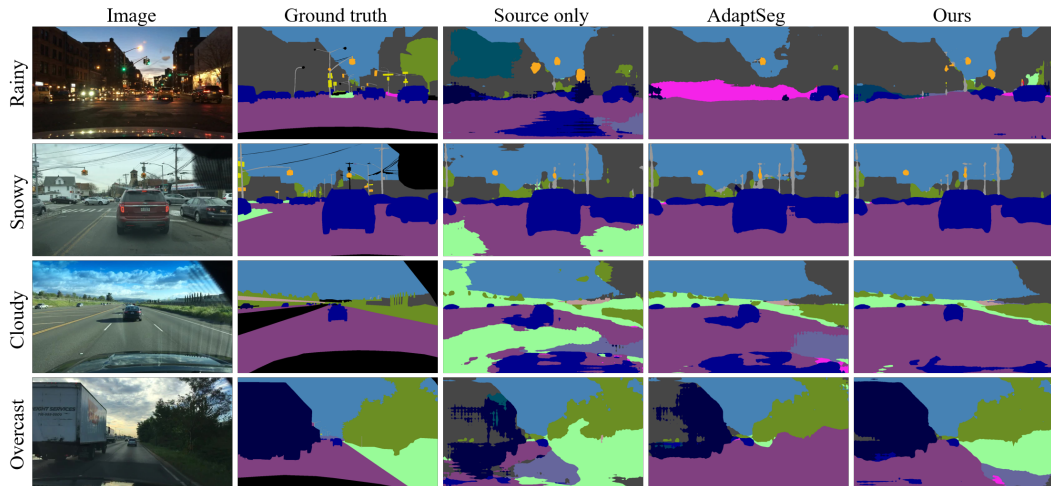 Image Ground truth Source only AdaptSeg Ours
Rainy
Snowy
Cloudy
Overcast